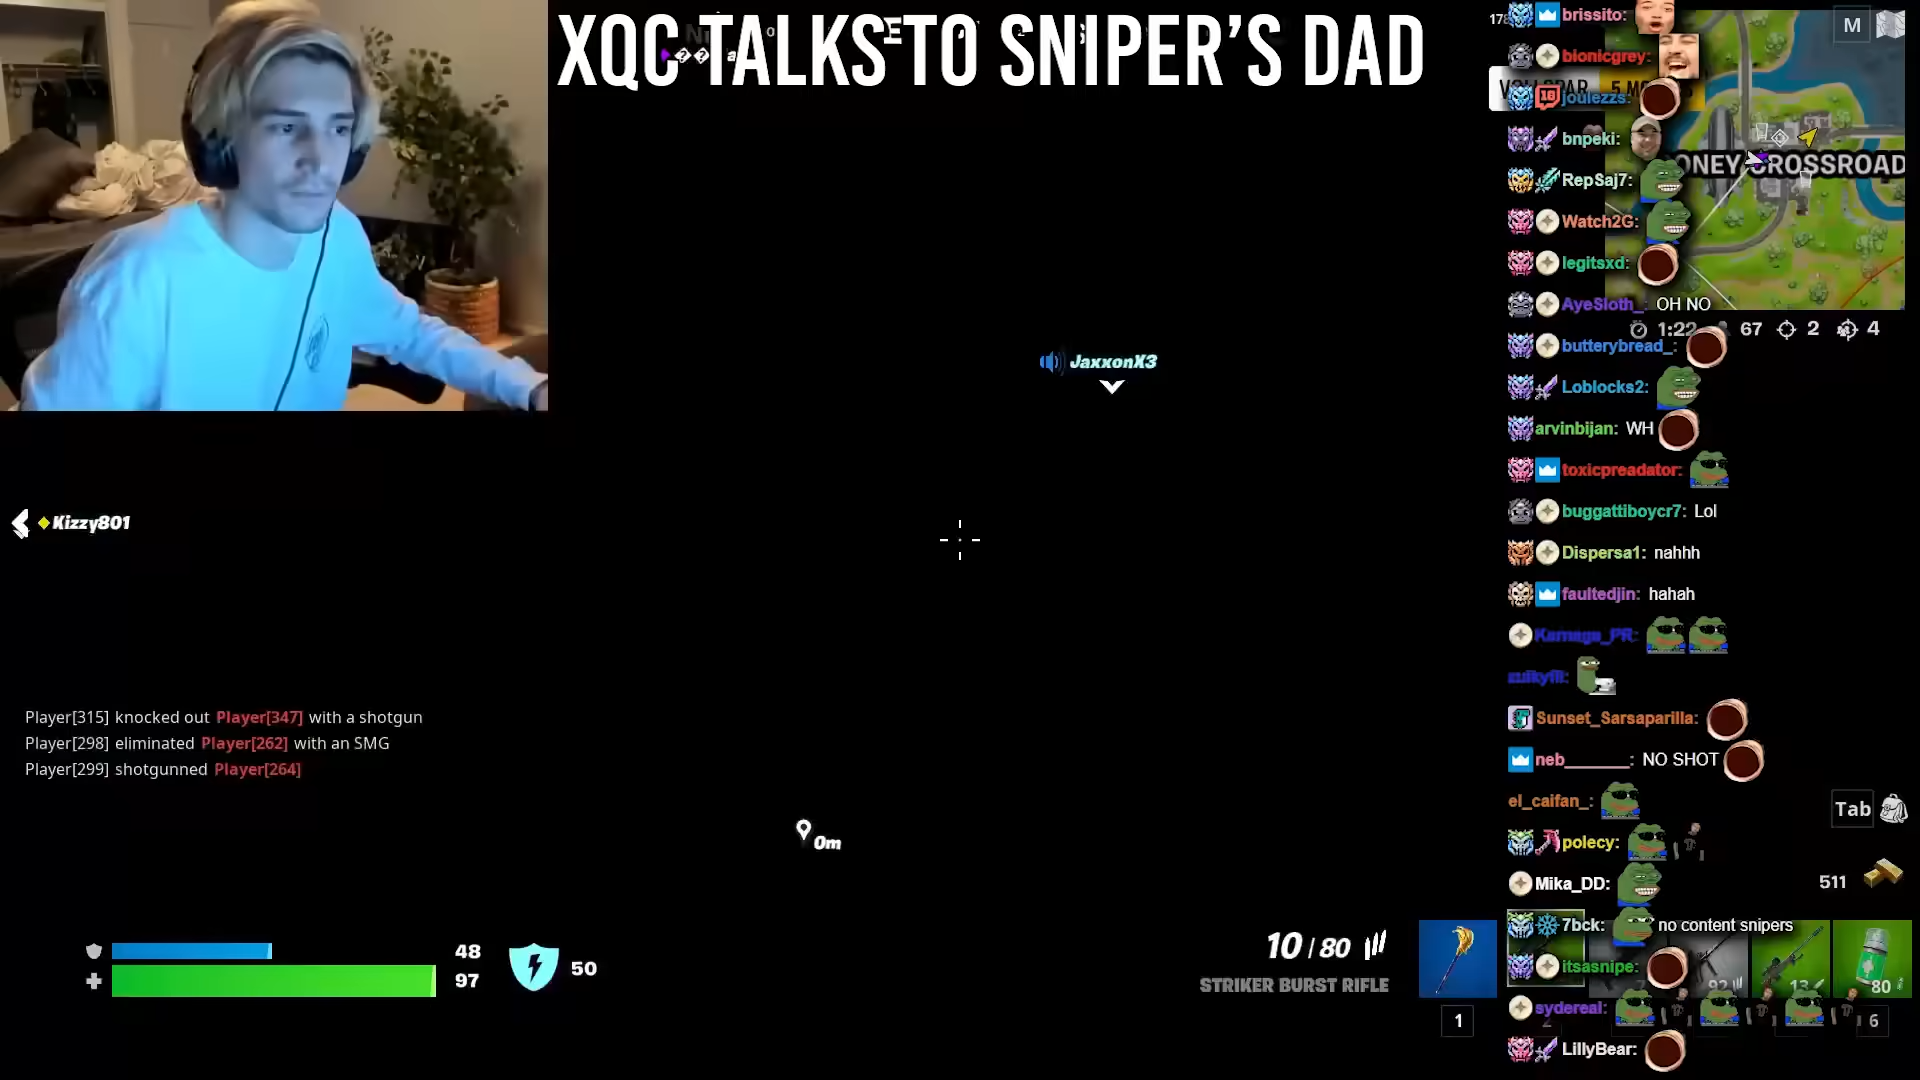 XQC TALKS TO SNIPER'S DAD
M
ONEY CROSSROAD
1:22 67 2 4
JaxxonX3
Kizzy801
Player[315] knocked out Player[347] with a shotgun
Player[298] eliminated Player[262] with an SMG
Player[299] shotgunned Player[264]
0m
48
97
50
10/80
STRIKER BURST RIFLE
1
Tab
511
13
80
6
brissito:
bionicgrey:
joulezzs:
bnpeki:
RepSaj7:
Watch2G:
legitsxd:
AyeSloth_: OH NO
butterybread_:
Loblocks2:
arvinbijan: WH
toxicpreadator:
buggattiboycr7: Lol
Dispersa1: nahhh
faultedjin: hahah
Karnage_PR:
Sunset_Sarsaparilla:
neb_______: NO SHOT
el_caifan_:
polecy:
Mika_DD:
7bck: no content snipers
itsasnipe:
sydereal:
LillyBear: